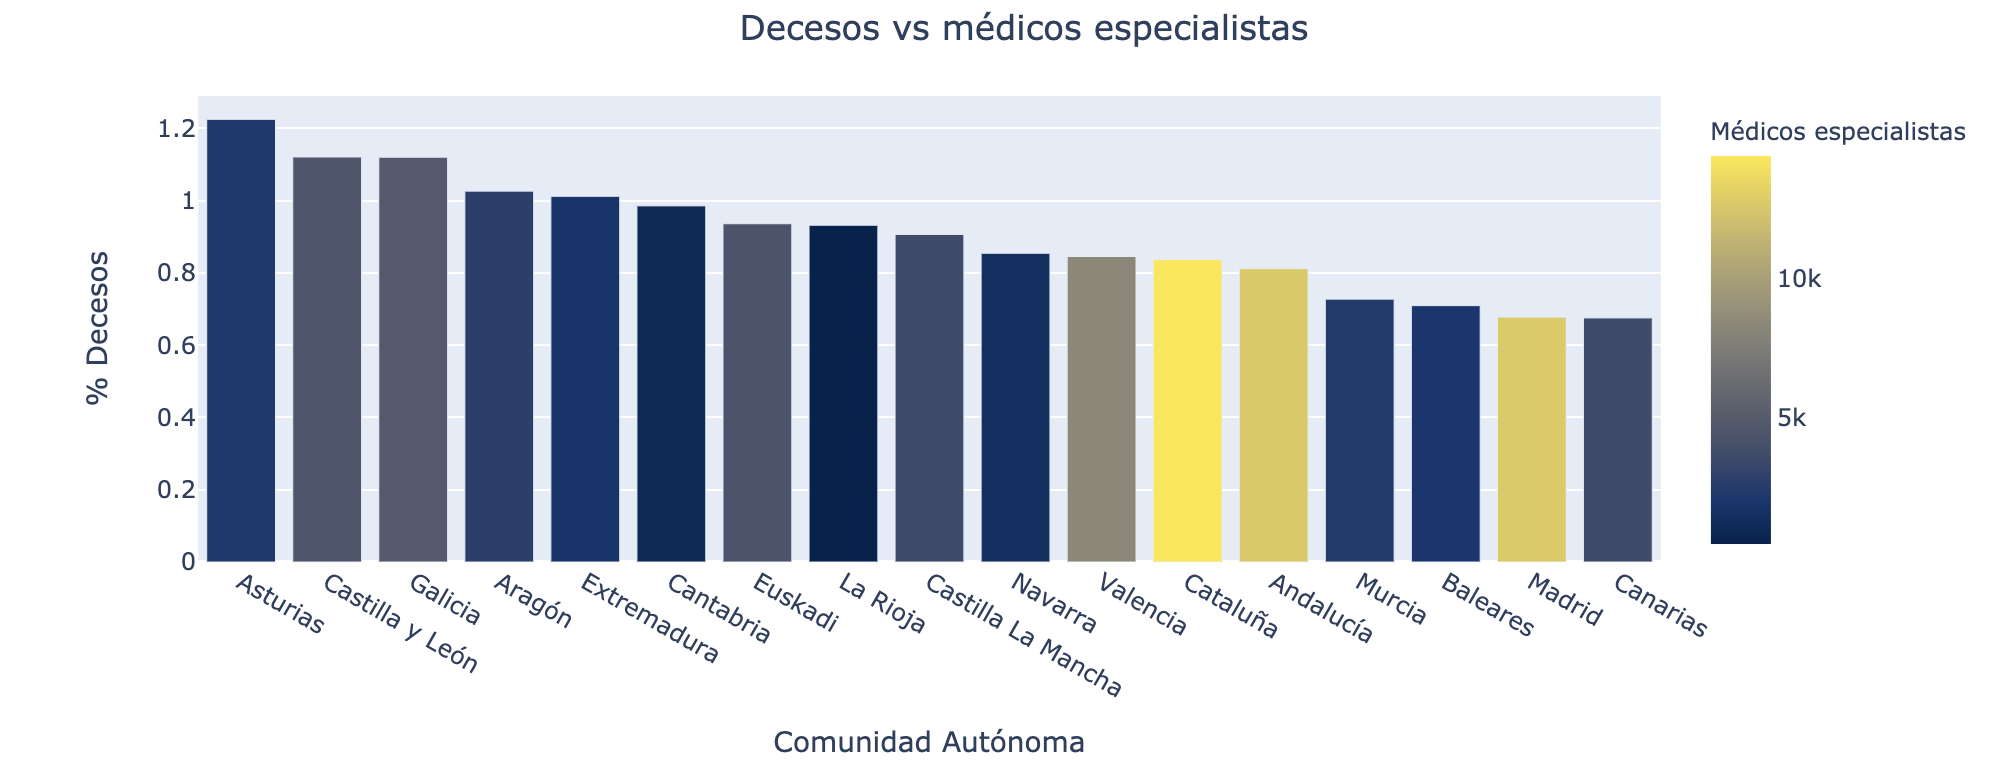 Decesos vs médicos especialistas
% Decesos
1.2
1
0.8
0.6
0.4
0.2
0
Asturias
Castilla y León
Galicia
Aragón
Extremadura
Cantabria
Euskadi
La Rioja
Castilla La Mancha
Navarra
Valencia
Cataluña
Andalucía
Murcia
Baleares
Madrid
Canarias
Comunidad Autónoma
Médicos especialistas
10k
5k